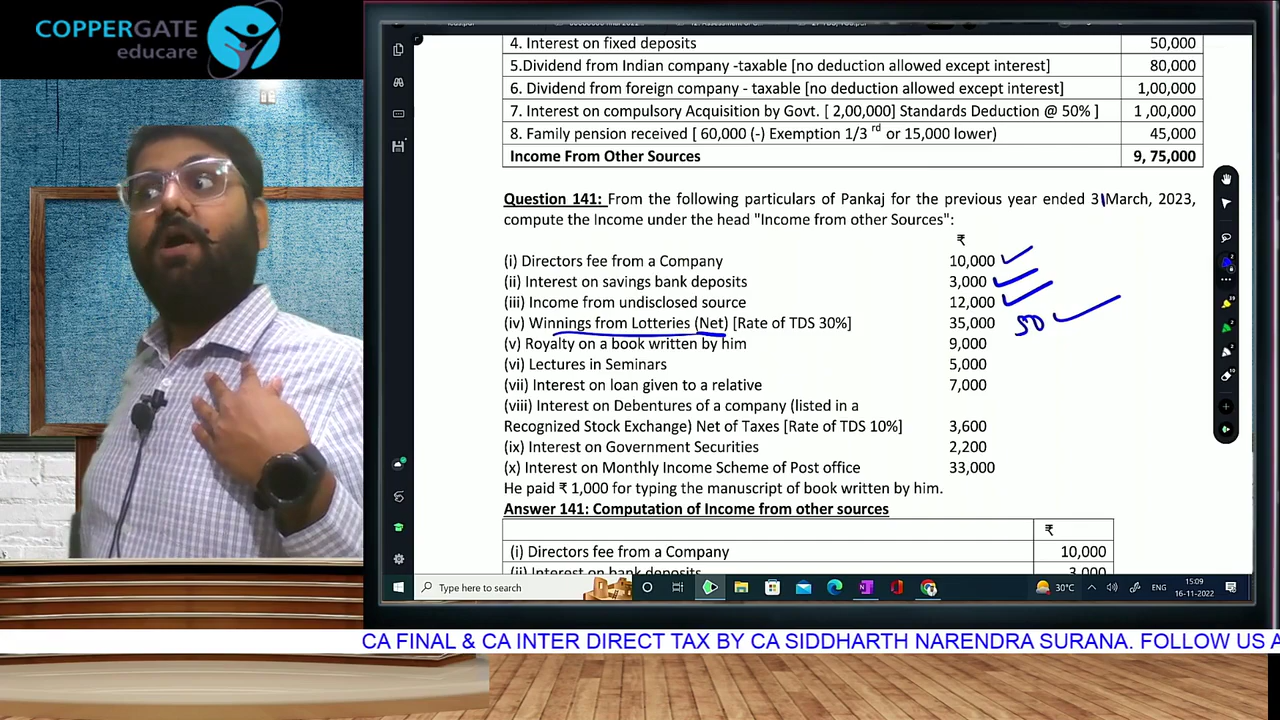 COPPERGATE
educare
4. Interest on fixed deposits 50,000
5.Dividend from Indian company -taxable [no deduction allowed except interest] 80,000
6. Dividend from foreign company - taxable [no deduction allowed except interest] 1,00,000
7. Interest on compulsory Acquisition by Govt. [ 2,00,000] Standards Deduction @ 50% ] 1 ,00,000
8. Family pension received [ 60,000 (-) Exemption 1/3 rd or 15,000 lower) 45,000
Income From Other Sources 9, 75,000
Question 141: From the following particulars of Pankaj for the previous year ended 31 March, 2023,
compute the Income under the head "Income from other Sources":
₹
(i) Directors fee from a Company 10,000
(ii) Interest on savings bank deposits 3,000
(iii) Income from undisclosed source 12,000
(iv) Winnings from Lotteries (Net) [Rate of TDS 30%] 35,000 50
(v) Royalty on a book written by him 9,000
(vi) Lectures in Seminars 5,000
(vii) Interest on loan given to a relative 7,000
(viii) Interest on Debentures of a company (listed in a
Recognized Stock Exchange) Net of Taxes [Rate of TDS 10%] 3,600
(ix) Interest on Government Securities 2,200
(x) Interest on Monthly Income Scheme of Post office 33,000
He paid ₹ 1,000 for typing the manuscript of book written by him.
Answer 141: Computation of Income from other sources
₹
(i) Directors fee from a Company 10,000
(ii) Interest on bank deposits 3,000
Type here to search 30°C ENG 15:09
16-11-2022
CA FINAL & CA INTER DIRECT TAX BY CA SIDDHARTH NARENDRA SURANA. FOLLOW US A